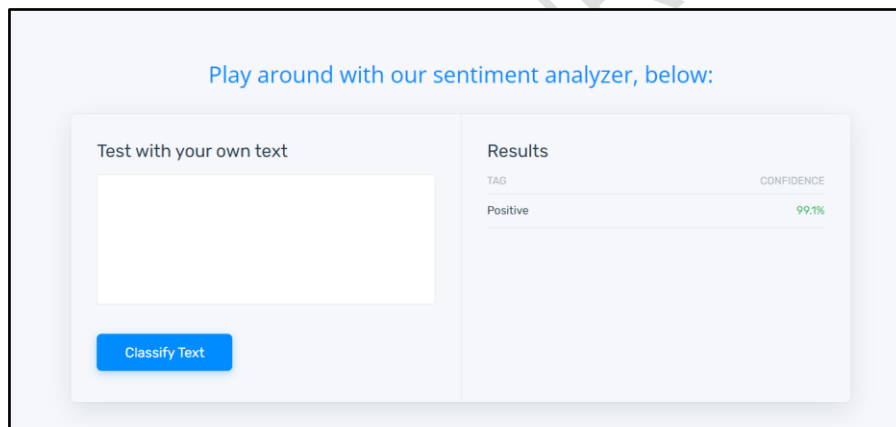 Play around with our sentiment analyzer, below:
Test with your own text
Classify Text
Results
TAG CONFIDENCE
Positive 99.1%